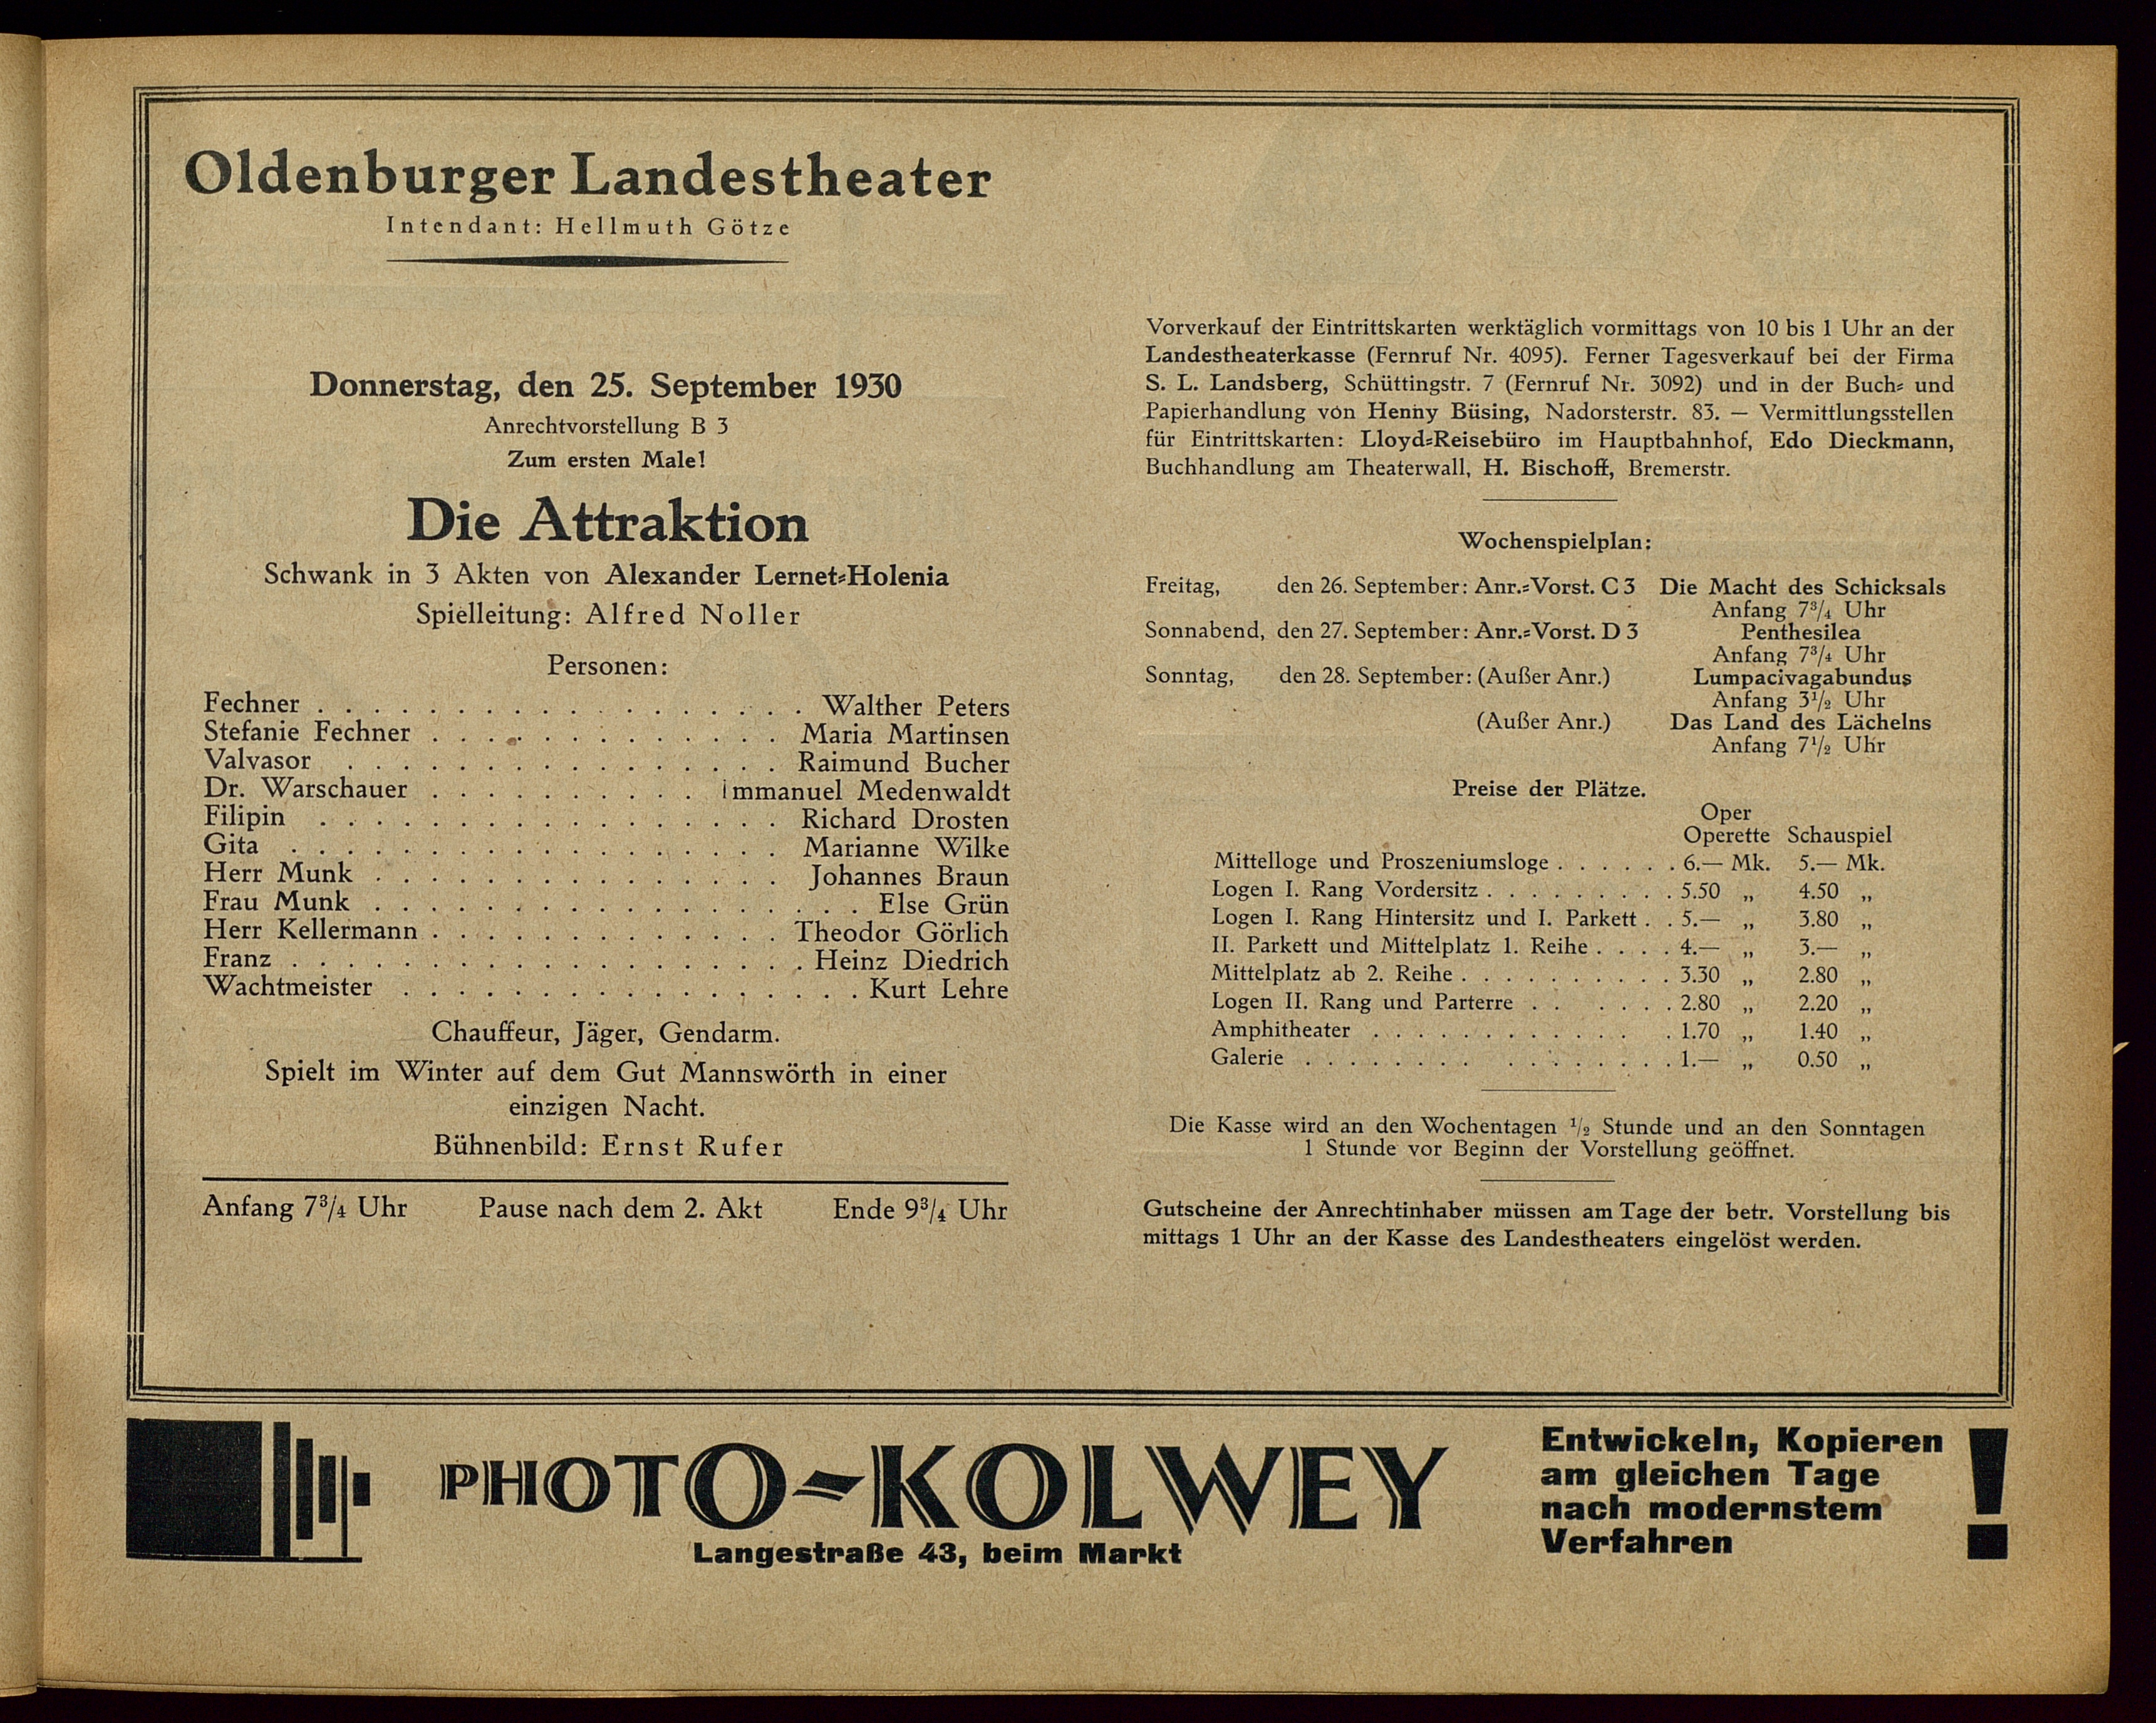 Oldenburger Landestheater
Intendant: Hellmuth Götze
Donnerstag, den 25. September 1930
Anrechtvorstellung B 3
Zum ersten Male!
Die Attraktion
Schwank in 3 Akten von Alexander Lernet-Holenia
Spielleitung: Alfred Noller
Personen:
Fechner . . . . . . . . . . . . . . . . . . Walther Peters
Stefanie Fechner . . . . . . . . . . . . . Maria Martinsen
Valvasor . . . . . . . . . . . . . . . . Raimund Bucher
Dr. Warschauer . . . . . . . . . . Immanuel Medenwaldt
Filipin . . . . . . . . . . . . . . . . . Richard Drosten
Gita . . . . . . . . . . . . . . . . . . Marianne Wilke
Herr Munk . . . . . . . . . . . . . . . Johannes Braun
Frau Munk . . . . . . . . . . . . . . . . . . Else Grün
Herr Kellermann . . . . . . . . . . . . . Theodor Görlich
Franz . . . . . . . . . . . . . . . . . . . Heinz Diedrich
Wachtmeister . . . . . . . . . . . . . . . . . Kurt Lehre
Chauffeur, Jäger, Gendarm.
Spielt im Winter auf dem Gut Mannswörth in einer
einzigen Nacht.
Bühnenbild: Ernst Rufer
Anfang 7¾ Uhr Pause nach dem 2. Akt Ende 9¾ Uhr
Vorverkauf der Eintrittskarten werktäglich vormittags von 10 bis 1 Uhr an der
Landestheaterkasse (Fernruf Nr. 4095). Ferner Tagesverkauf bei der Firma
S. L. Landsberg, Schüttingstr. 7 (Fernruf Nr. 3092) und in der Buch- und
Papierhandlung von Henny Büsing, Nadorsterstr. 83. — Vermittlungsstellen
für Eintrittskarten: Lloyd-Reisebüro im Hauptbahnhof, Edo Dieckmann,
Buchhandlung am Theaterwall, H. Bischoff, Bremerstr.
Wochenspielplan:
Freitag, den 26. September: Anr.-Vorst. C 3 Die Macht des Schicksals
Anfang 7¾ Uhr
Sonnabend, den 27. September: Anr.-Vorst. D 3 Penthesilea
Anfang 7¾ Uhr
Sonntag, den 28. September: (Außer Anr.) Lumpacivagabundus
Anfang 3½ Uhr
(Außer Anr.) Das Land des Lächelns
Anfang 7½ Uhr
Preise der Plätze.
Oper
Operette Schauspiel
Mittelloge und Proszeniumsloge . . . . . . 6.— Mk. 5.— Mk.
Logen I. Rang Vordersitz . . . . . . . . . 5.50 „ 4.50 „
Logen I. Rang Hintersitz und I. Parkett . . 5.— „ 3.80 „
II. Parkett und Mittelplatz 1. Reihe . . . . 4.— „ 3.— „
Mittelplatz ab 2. Reihe . . . . . . . . . . 3.30 „ 2.80 „
Logen II. Rang und Parterre . . . . . . 2.80 „ 2.20 „
Amphitheater . . . . . . . . . . . 1.70 „ 1.40 „
Galerie . . . . . . . . . . . . . 1.— „ 0.50 „
Die Kasse wird an den Wochentagen ½ Stunde und an den Sonntagen
1 Stunde vor Beginn der Vorstellung geöffnet.
Gutscheine der Anrechtinhaber müssen am Tage der betr. Vorstellung bis
mittags 1 Uhr an der Kasse des Landestheaters eingelöst werden.
PHOTO-KOLWEY
Langestraße 43, beim Markt
Entwickeln, Kopieren
am gleichen Tage
nach modernstem
Verfahren !